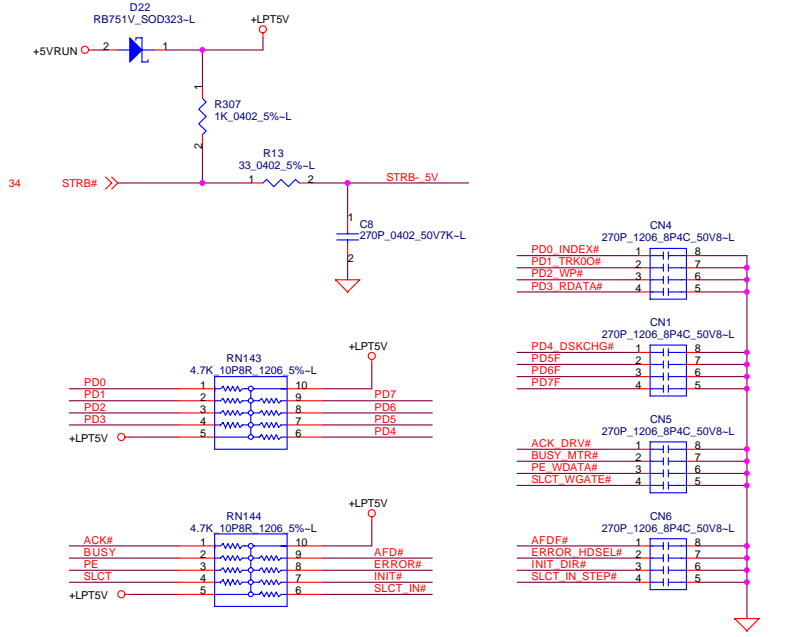 D22
RB751V_SOD323~L
+5VRUN
2
1
+LPT5V
1
R307
1K_0402_5%~L
2
34
STRB#
R13
33_0402_5%~L
1
2
STRB-_5V
1
C8
270P_0402_50V7K~L
2
CN4
270P_1206_8P4C_50V8~L
PD0_INDEX# 1 8
PD1_TRK0O# 2 7
PD2_WP# 3 6
PD3_RDATA# 4 5
CN1
270P_1206_8P4C_50V8~L
PD4_DSKCHG# 1 8
PD5F 2 7
PD6F 3 6
PD7F 4 5
CN5
270P_1206_8P4C_50V8~L
ACK_DRV# 1 8
BUSY_MTR# 2 7
PE_WDATA# 3 6
SLCT_WGATE# 4 5
CN6
270P_1206_8P4C_50V8~L
AFDF# 1 8
ERROR_HDSEL# 2 7
INIT_DIR# 3 6
SLCT_IN_STEP# 4 5
+LPT5V
RN143
4.7K_10P8R_1206_5%~L
PD0 1 10
PD1 2 9 PD7
PD2 3 8 PD6
PD3 4 7 PD5
+LPT5V 5 6 PD4
+LPT5V
RN144
4.7K_10P8R_1206_5%~L
ACK# 1 10
BUSY 2 9 AFD#
PE 3 8 ERROR#
SLCT 4 7 INIT#
+LPT5V 5 6 SLCT_IN#